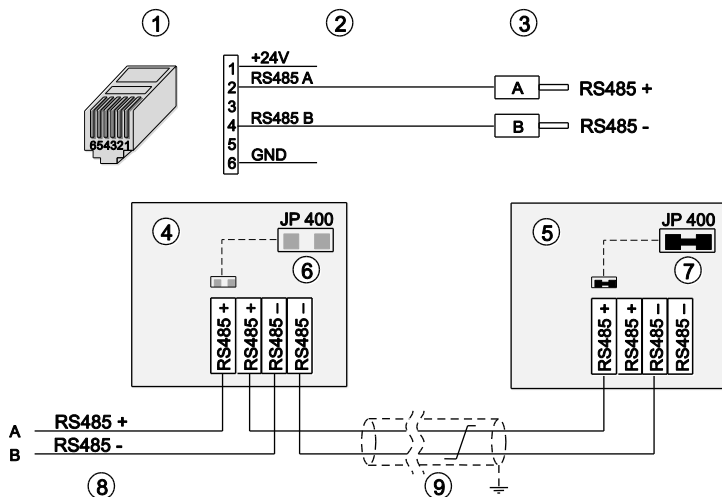 1 2 3
+24V
1
RS485 A
2
A RS485 +
3
RS485 B
4
B RS485 -
5
GND
6
654321
4 JP 400
6
5 JP 400
7
RS485 + RS485 + RS485 - RS485 -
RS485 + RS485 + RS485 - RS485 -
A RS485 +
B RS485 -
8 9